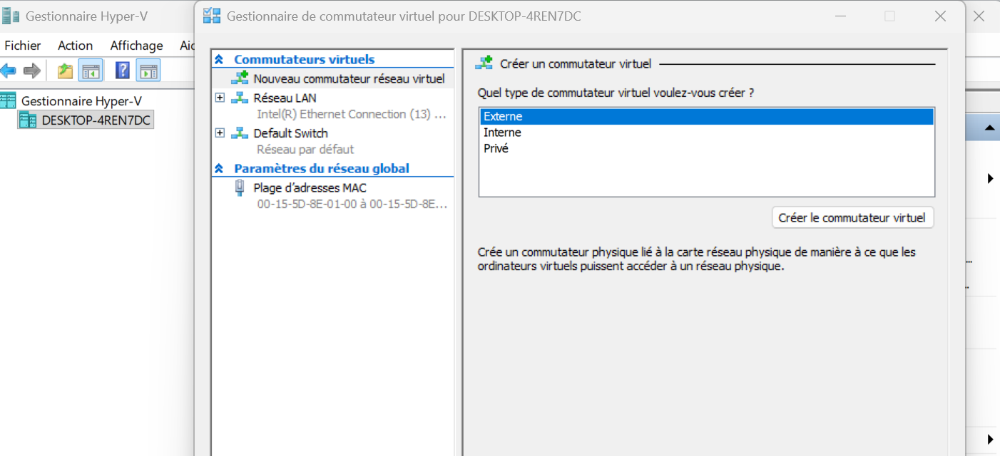 Gestionnaire Hyper-V
Gestionnaire de commutateur virtuel pour DESKTOP-4REN7DC
Fichier Action Affichage
Gestionnaire Hyper-V
DESKTOP-4REN7DC
Commutateurs virtuels
Nouveau commutateur réseau virtuel
Réseau LAN
Intel(R) Ethernet Connection (13) ...
Default Switch
Réseau par défaut
Paramètres du réseau global
Plage d’adresses MAC
00-15-5D-8E-01-00 à 00-15-5D-8E...
Créer un commutateur virtuel
Quel type de commutateur virtuel voulez-vous créer ?
Externe
Interne
Privé
Créer le commutateur virtuel
Crée un commutateur physique lié à la carte réseau physique de manière à ce que les
ordinateurs virtuels puissent accéder à un réseau physique.